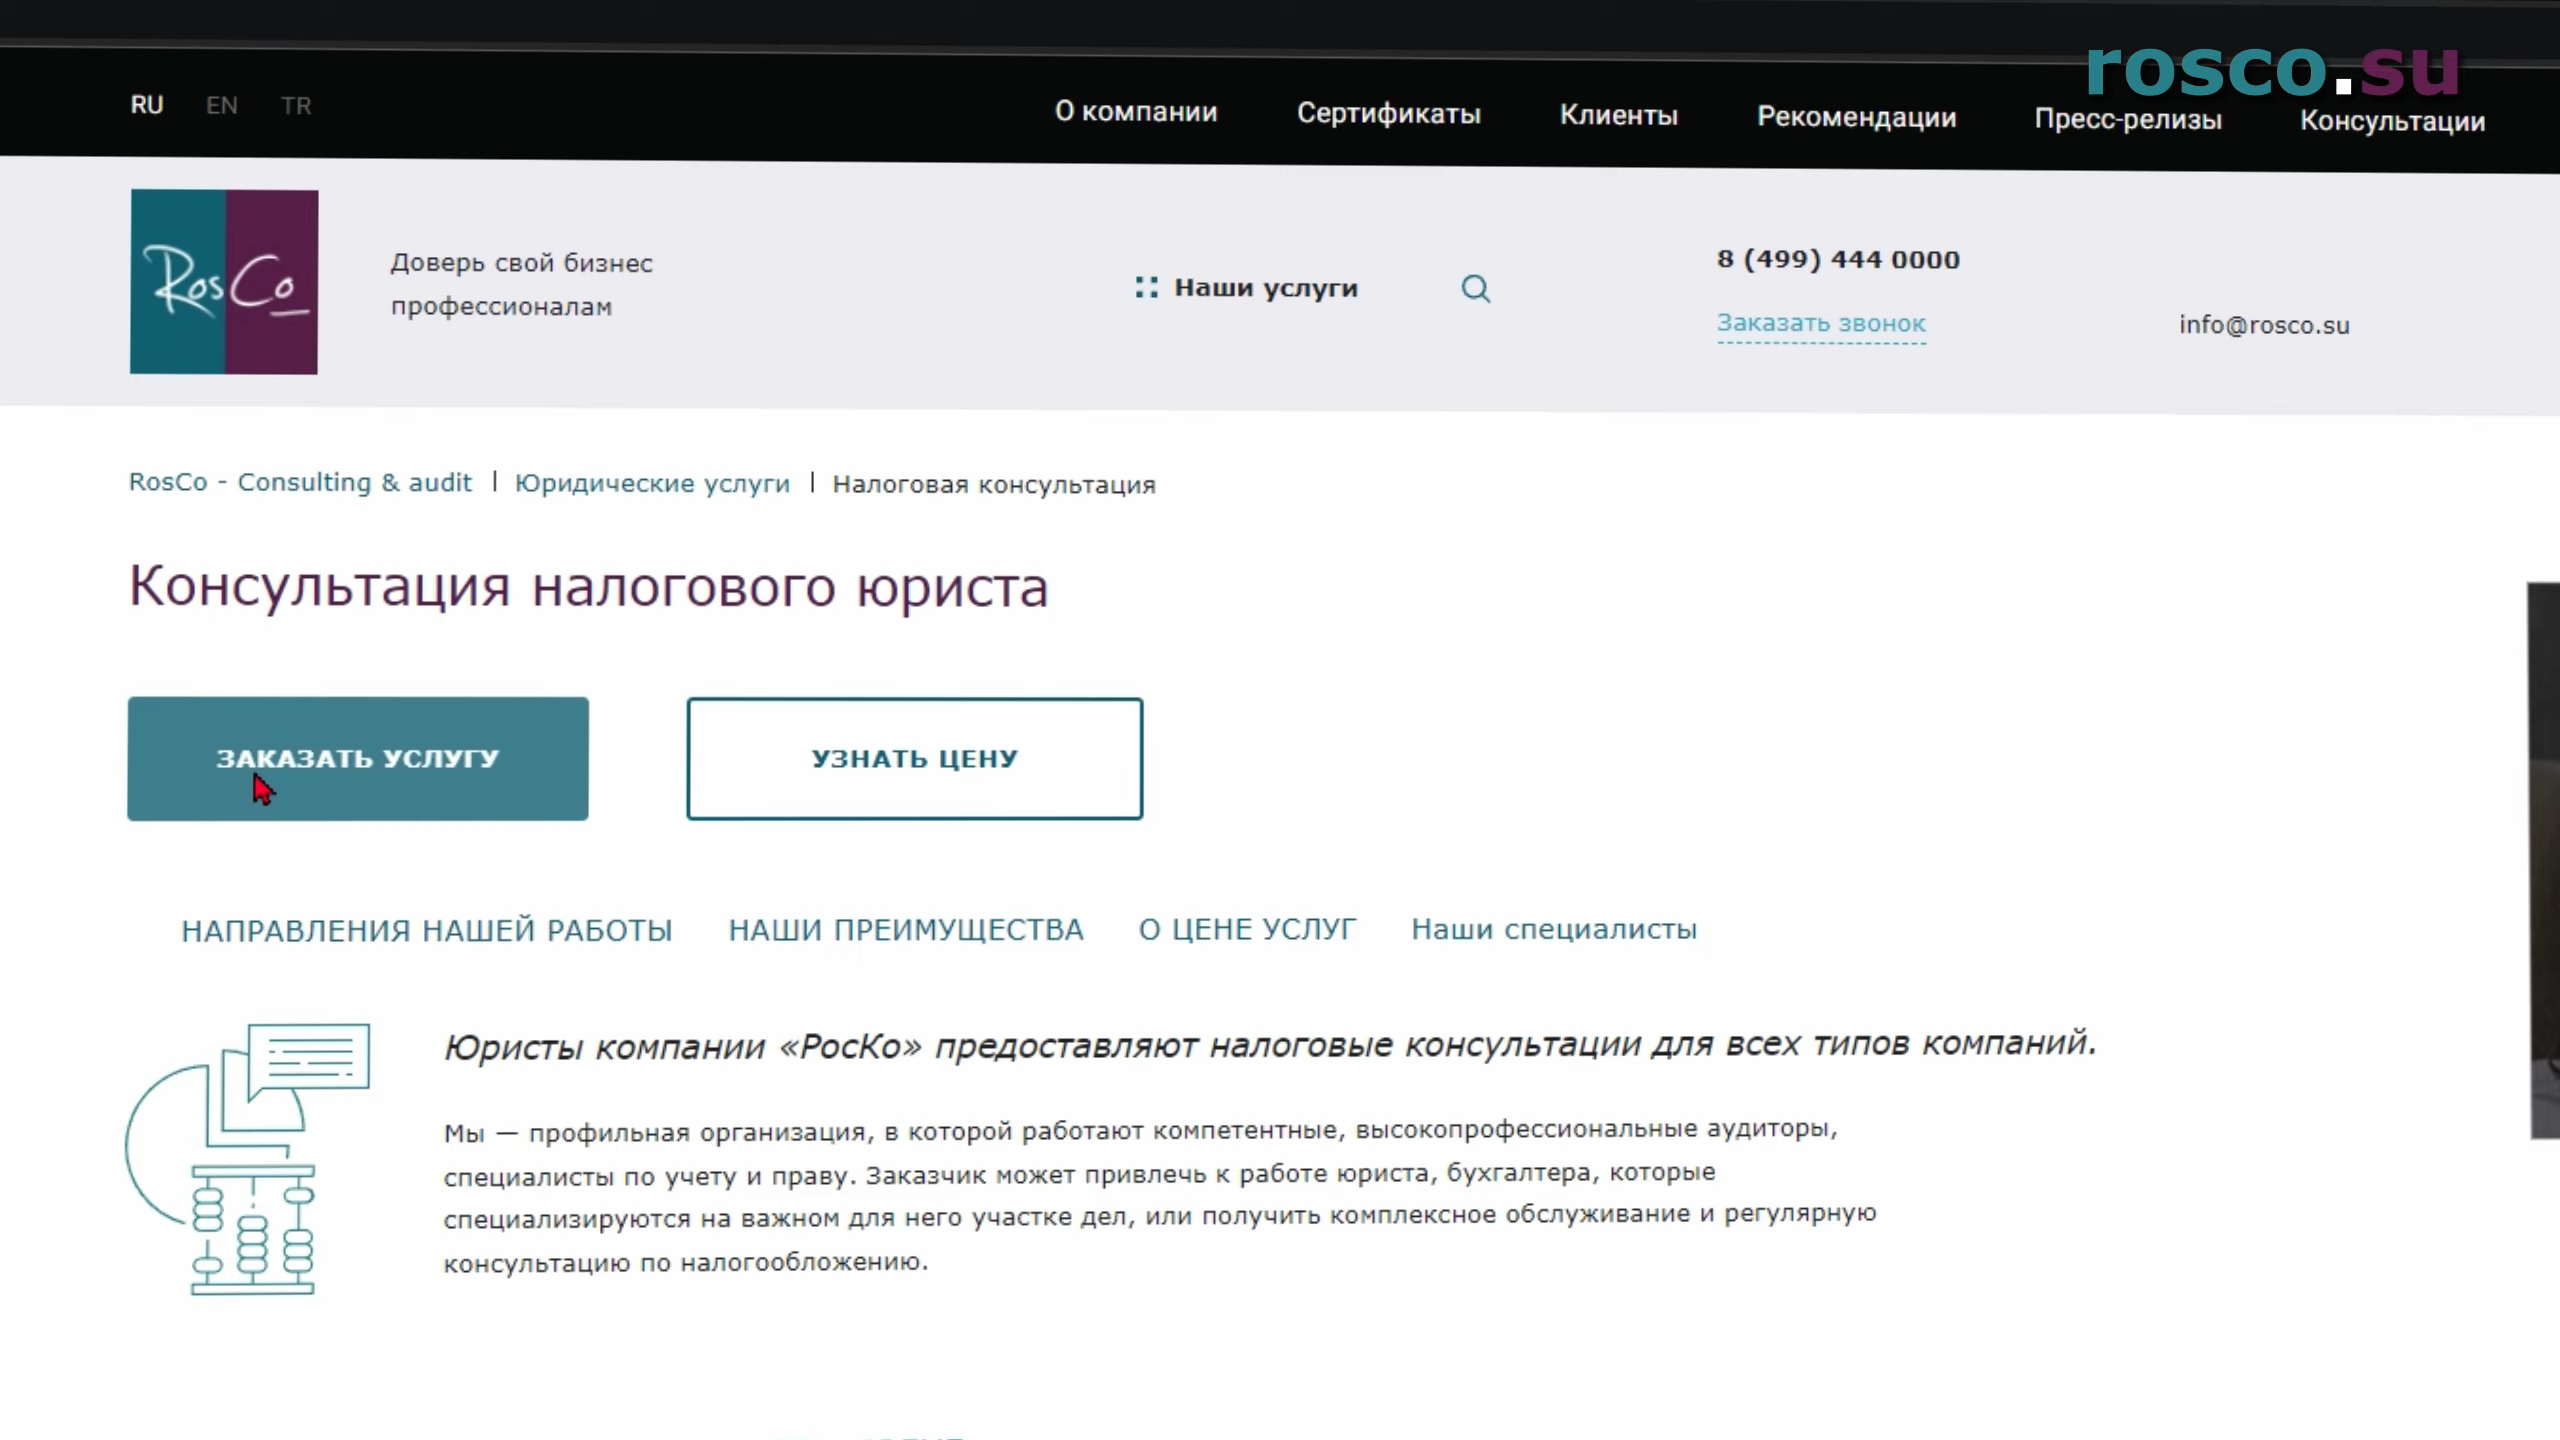 rosco.su
RU EN TR
О компании Сертификаты Клиенты Рекомендации Пресс-релизы Консультации
RosCo
Доверь свой бизнес
профессионалам
Наши услуги
8 (499) 444 0000
Заказать звонок
info@rosco.su
RosCo - Consulting & audit | Юридические услуги | Налоговая консультация
Консультация налогового юриста
ЗАКАЗАТЬ УСЛУГУ
УЗНАТЬ ЦЕНУ
НАПРАВЛЕНИЯ НАШЕЙ РАБОТЫ НАШИ ПРЕИМУЩЕСТВА О ЦЕНЕ УСЛУГ Наши специалисты
Юристы компании «РосКо» предоставляют налоговые консультации для всех типов компаний.
Мы — профильная организация, в которой работают компетентные, высокопрофессиональные аудиторы,
специалисты по учету и праву. Заказчик может привлечь к работе юриста, бухгалтера, которые
специализируются на важном для него участке дел, или получить комплексное обслуживание и регулярную
консультацию по налогообложению.